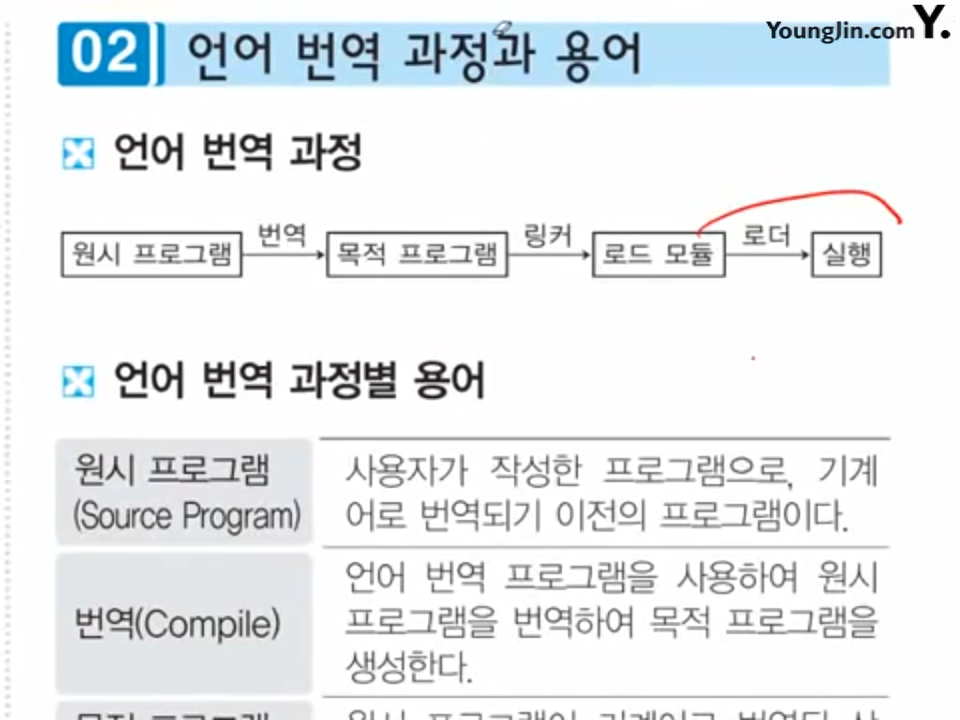 YoungJin.com Y.
02 언어 번역 과정과 용어
언어 번역 과정
원시 프로그램 번역 목적 프로그램 링커 로드 모듈 로더 실행
언어 번역 과정별 용어
원시 프로그램
(Source Program)
사용자가 작성한 프로그램으로, 기계
어로 번역되기 이전의 프로그램이다.
번역(Compile)
언어 번역 프로그램을 사용하여 원시
프로그램을 번역하여 목적 프로그램을
생성한다.